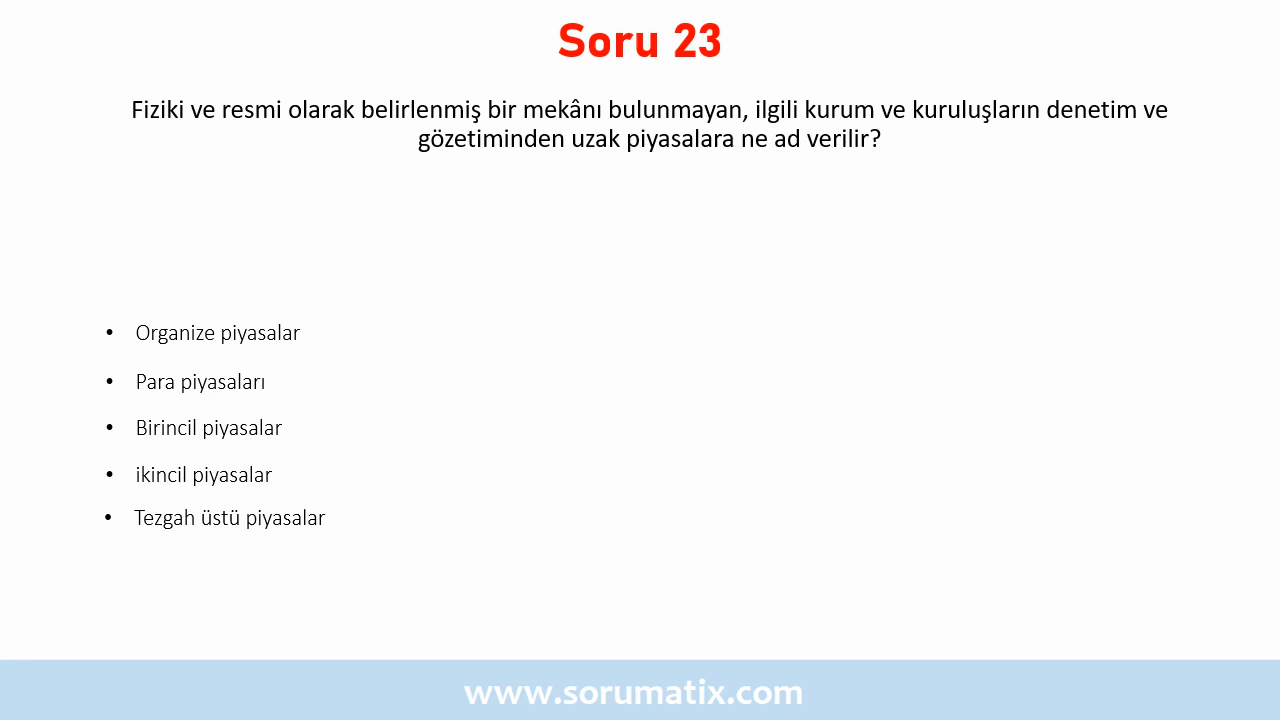 Soru 23
Fiziki ve resmi olarak belirlenmiş bir mekânı bulunmayan, ilgili kurum ve kuruluşların denetim ve
gözetiminden uzak piyasalara ne ad verilir?
• Organize piyasalar
• Para piyasaları
• Birincil piyasalar
• ikincil piyasalar
• Tezgah üstü piyasalar
www.sorumatix.com